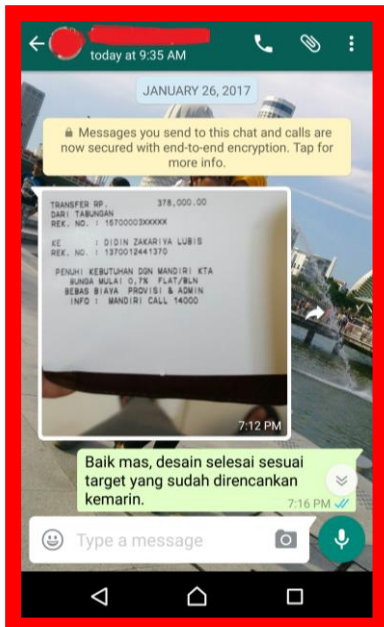 today at 9:35 AM
JANUARY 26, 2017
Messages you send to this chat and calls are
now secured with end-to-end encryption. Tap for
more info.
TRANSFER RP. 378,000.00
DARI TABUNGAN
REK. NO. : 16700003XXXXX
KE : DIDIN ZAKARIYA LUBIS
REK. NO. : 1370012441370
PENUHI KEBUTUHAN DGN MANDIRI KTA
BUNGA MULAI 0,7% FLAT/BLN
BEBAS BIAYA PROVISI & ADMIN
INFO : MANDIRI CALL 14000
7:12 PM
Baik mas, desain selesai sesuai
target yang sudah direncankan
kemarin.
7:16 PM
Type a message